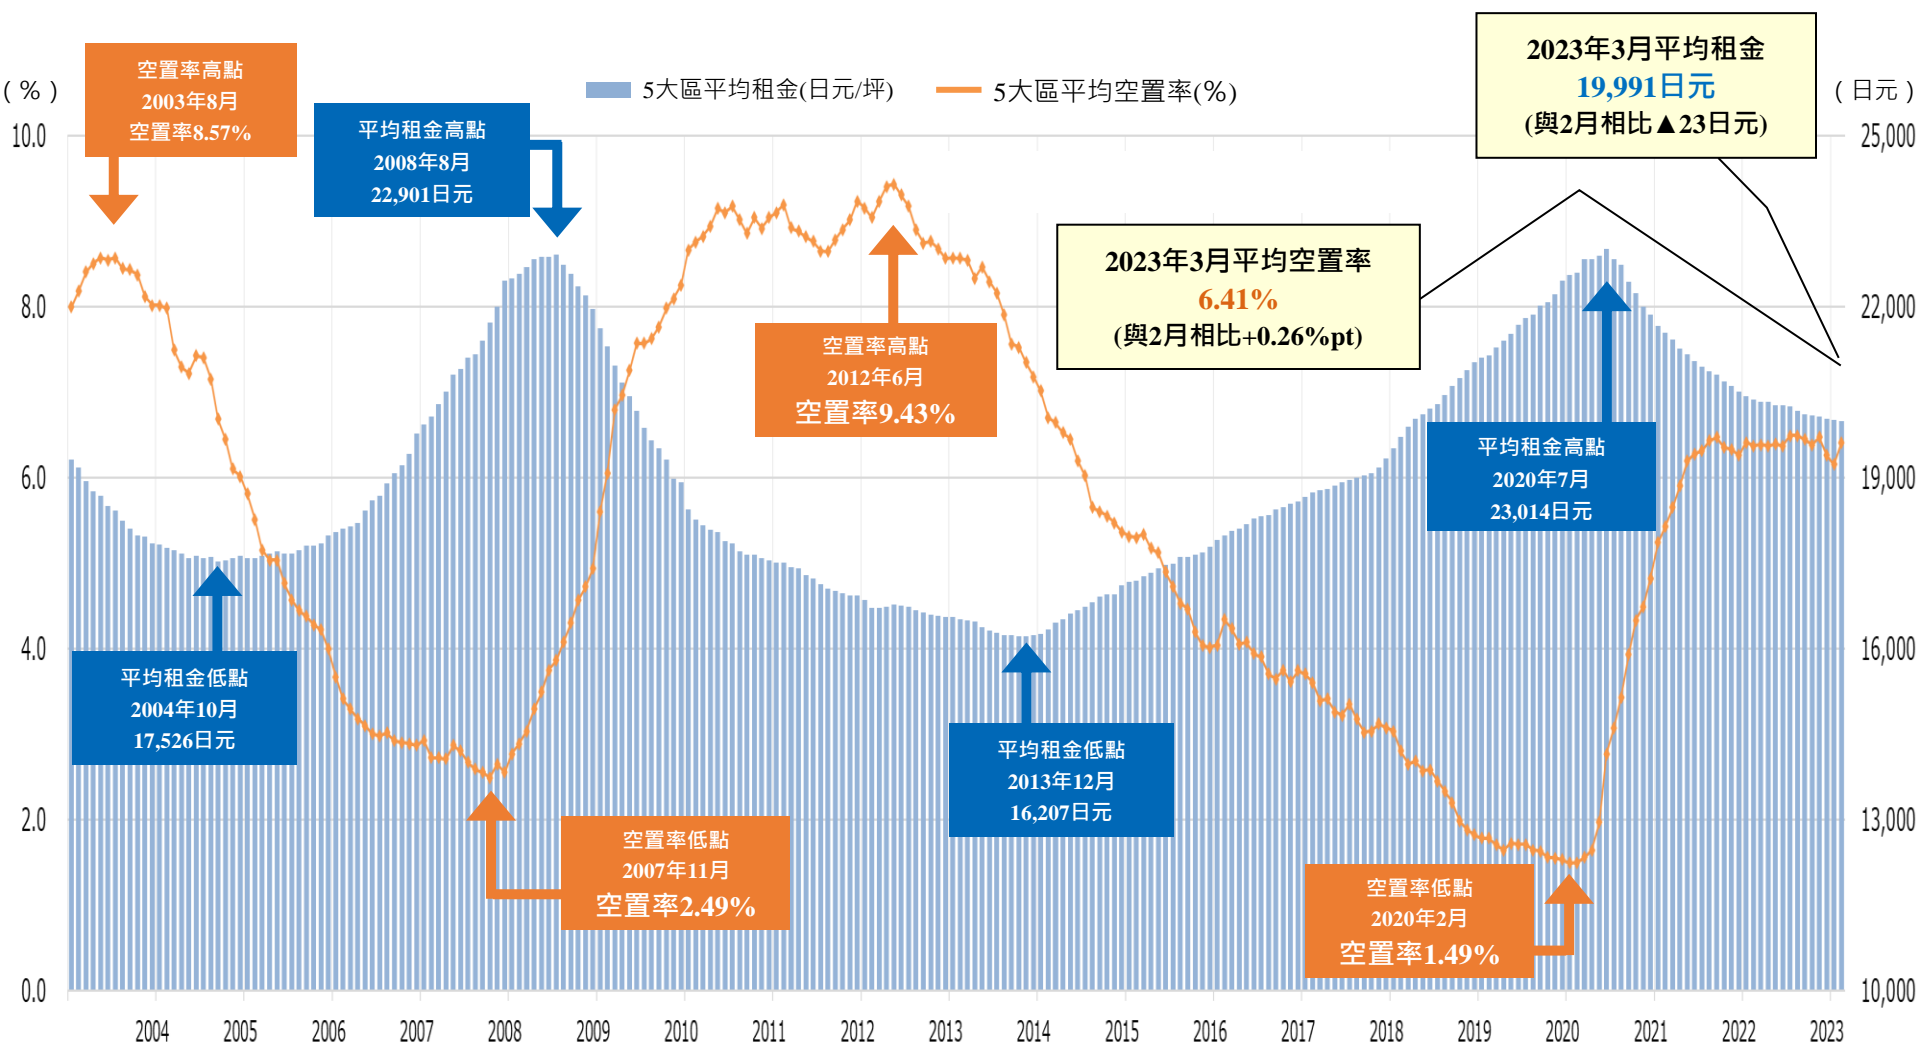 空置率高點
2003年8月
空置率8.57%
(%)
5大區平均租金(日元/坪)
5大區平均空置率(%)
平均租金高點
2008年8月
22,901日元
2023年3月平均租金
19,991日元
(與2月相比▲23日元)
(日元)
2023年3月平均空置率
6.41%
(與2月相比+0.26%pt)
空置率高點
2012年6月
空置率9.43%
平均租金高點
2020年7月
23,014日元
平均租金低點
2004年10月
17,526日元
平均租金低點
2013年12月
16,207日元
空置率低點
2007年11月
空置率2.49%
空置率低點
2020年2月
空置率1.49%
10.0
8.0
6.0
4.0
2.0
0.0
25,000
22,000
19,000
16,000
13,000
10,000
2004 2005 2006 2007 2008 2009 2010 2011 2012 2013 2014 2015 2016 2017 2018 2019 2020 2021 2022 2023